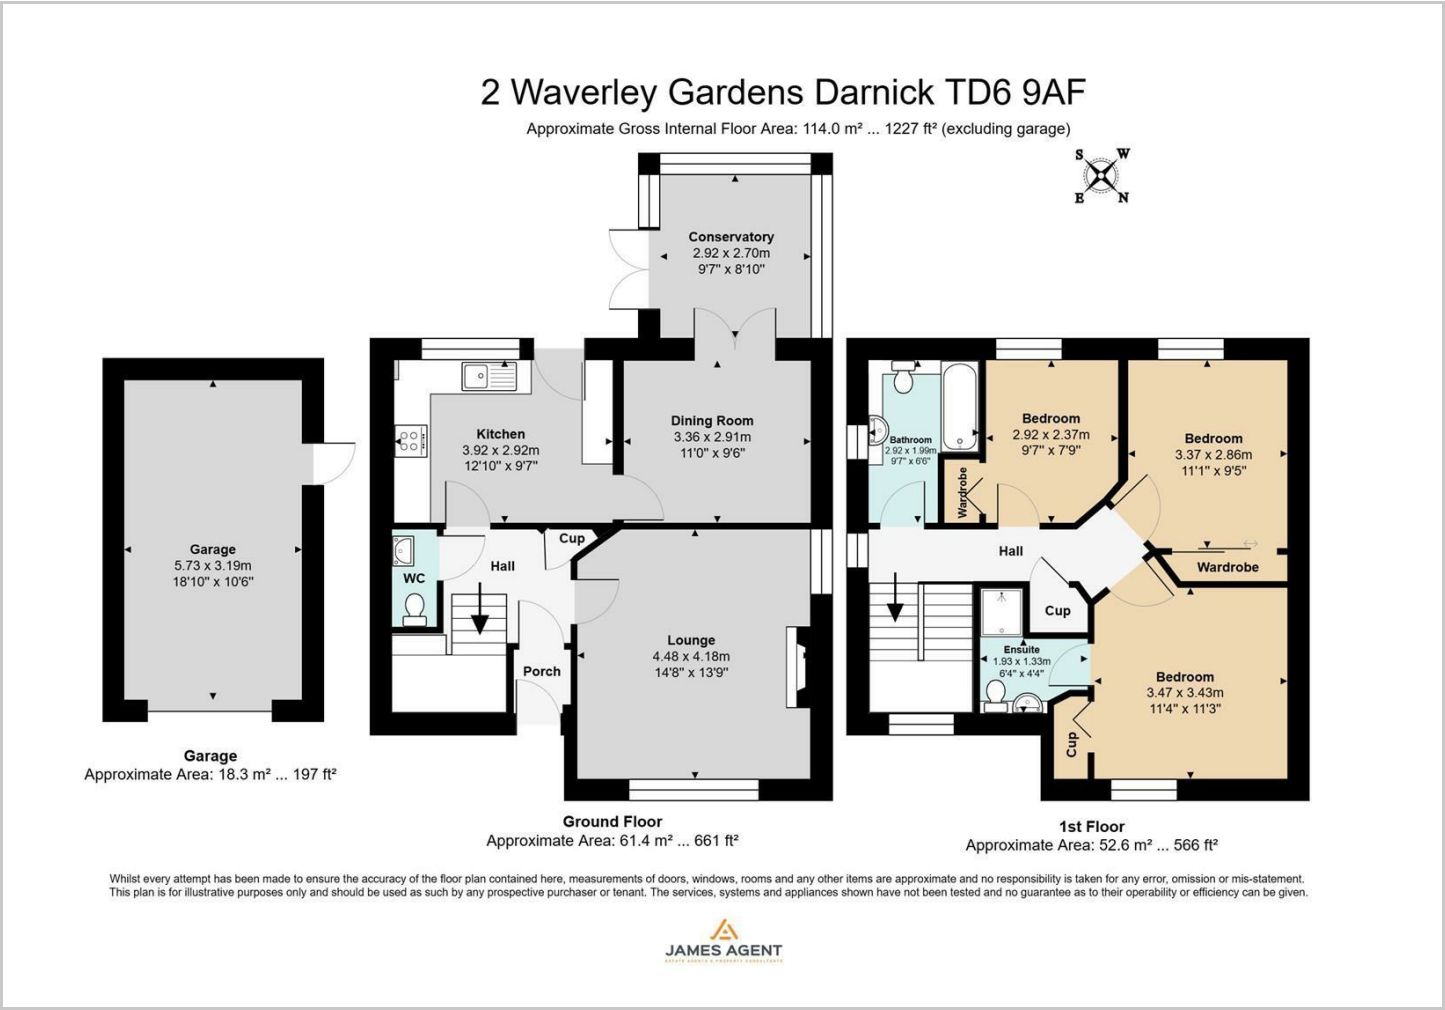 2 Waverley Gardens Darnick TD6 9AF
Approximate Gross Internal Floor Area: 114.0 m² ... 1227 ft² (excluding garage)
S W
E N
Conservatory
2.92 x 2.70m
9'7" x 8'10"
Kitchen
3.92 x 2.92m
12'10" x 9'7"
Dining Room
3.36 x 2.91m
11'0" x 9'6"
Bathroom
2.92 x 1.99m
9'7" x 6'6"
Wardrobe
Bedroom
2.92 x 2.37m
9'7" x 7'9"
Bedroom
3.37 x 2.86m
11'1" x 9'5"
Wardrobe
Garage
5.73 x 3.19m
18'10" x 10'6"
WC
Hall
Cup
Porch
Lounge
4.48 x 4.18m
14'8" x 13'9"
Hall
Cup
Ensuite
1.93 x 1.33m
6'4" x 4'4"
Cup
Bedroom
3.47 x 3.43m
11'4" x 11'3"
Garage
Approximate Area: 18.3 m² ... 197 ft²
Ground Floor
Approximate Area: 61.4 m² ... 661 ft²
1st Floor
Approximate Area: 52.6 m² ... 566 ft²
Whilst every attempt has been made to ensure the accuracy of the floor plan contained here, measurements of doors, windows, rooms and any other items are approximate and no responsibility is taken for any error, omission or mis-statement.
This plan is for illustrative purposes only and should be used as such by any prospective purchaser or tenant. The services, systems and appliances shown have not been tested and no guarantee as to their operability or efficiency can be given.
JAMES AGENT
ESTATE AGENTS & PROPERTY CONSULTANTS